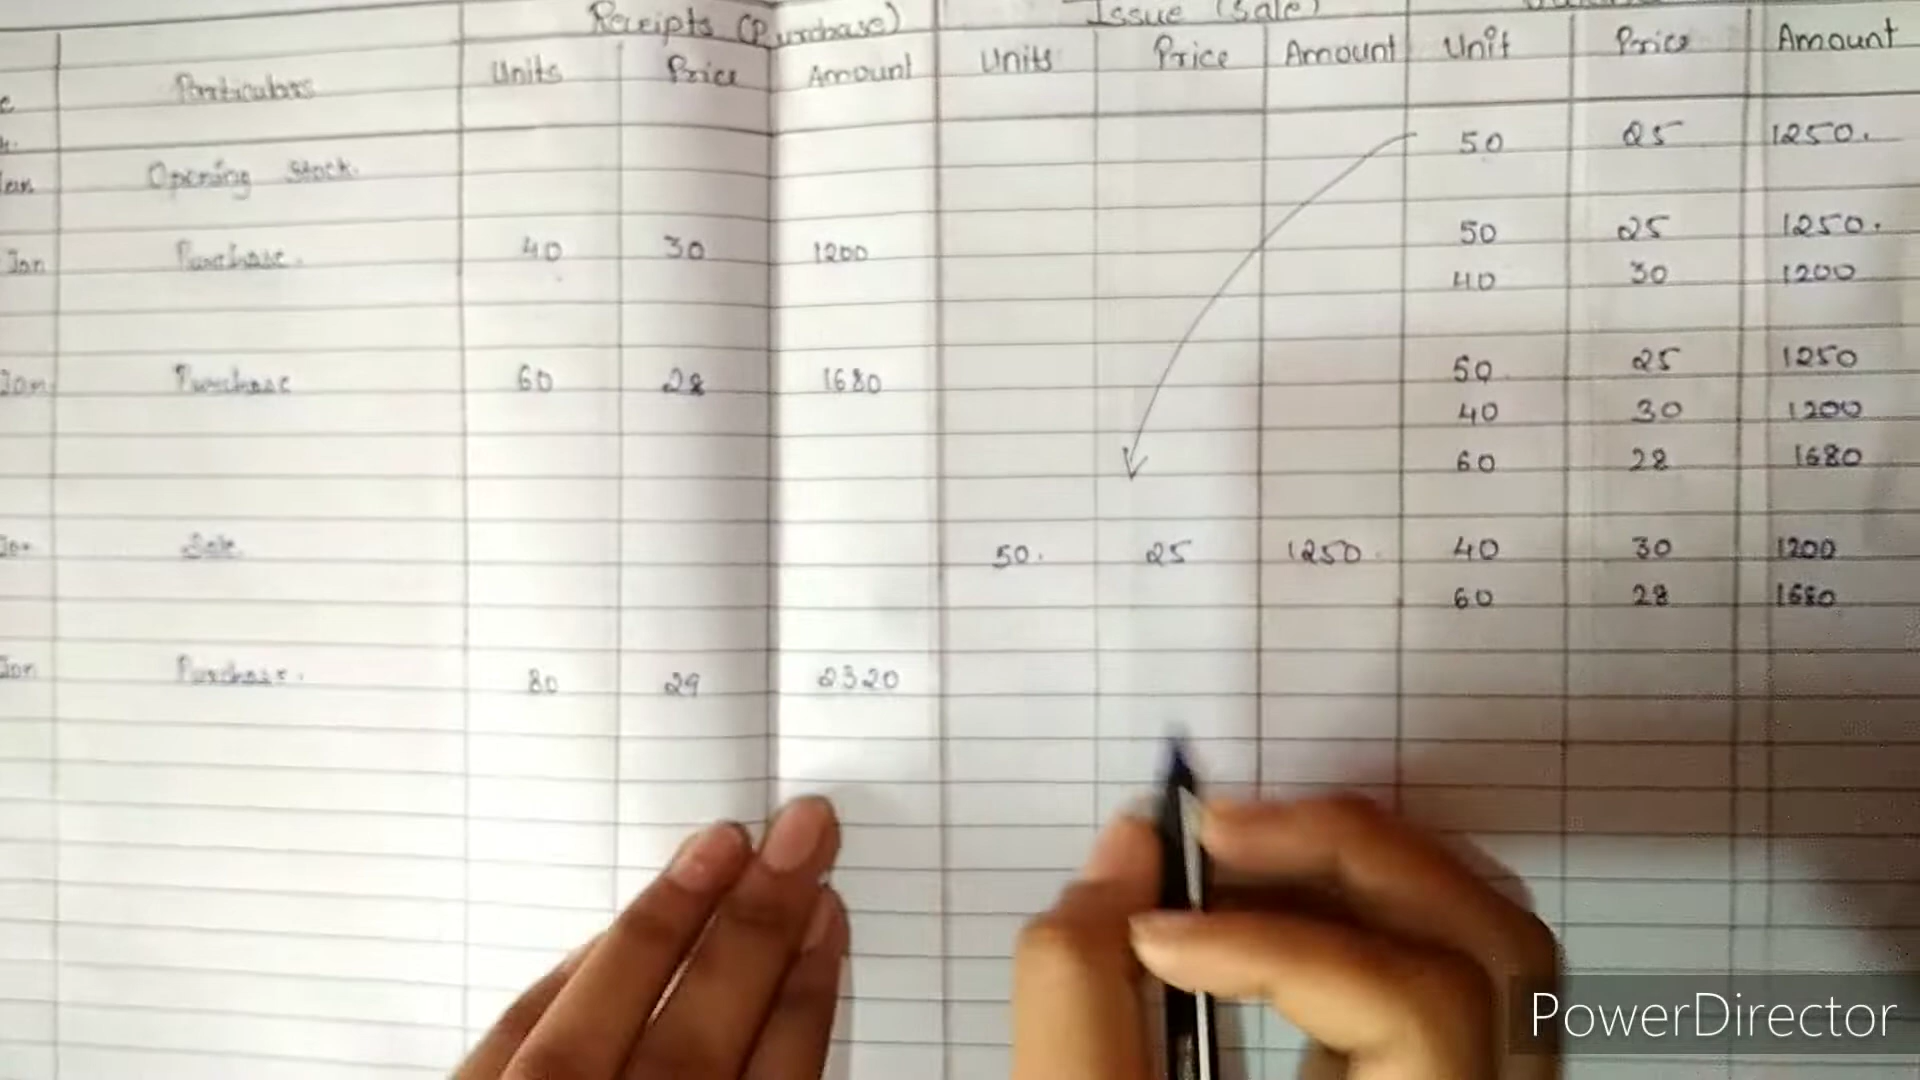 Receipts (Purchase) Issue (Sale)
Particulars Units Price Amount Units Price Amount Unit Price Amount
50 25 1250.
Opening Stock.
50 25 1250.
Jan Purchase. 40 30 1200
40 30 1200
50 25 1250
Jan Purchase 60 28 1680
40 30 1200
60 28 1680
Sale 50. 25 1250. 40 30 1200
60 28 1680
Jan Purchase. 80 29 2320
PowerDirector